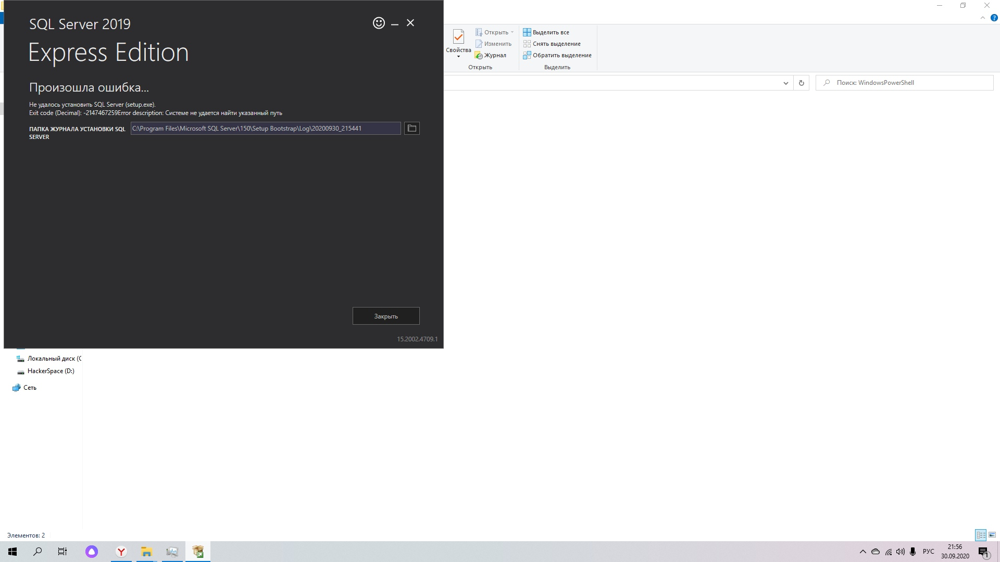 SQL Server 2019
Express Edition
Произошла ошибка...
Не удалось установить SQL Server (setup.exe).
Exit code (Decimal): -2147467259Error description: Системе не удается найти указанный путь
ПАПКА ЖУРНАЛА УСТАНОВКИ SQL
SERVER
C:\Program Files\Microsoft SQL Server\150\Setup Bootstrap\Log\20200930_215441
Закрыть
15.2002.4709.1
Свойства
Открыть
Изменить
Журнал
Открыть
Выделить все
Снять выделение
Обратить выделение
Выделить
Поиск: WindowsPowerShell
Локальный диск (C
HackerSpace (D:)
Сеть
Элементов: 2
РУС
21:56
30.09.2020
1